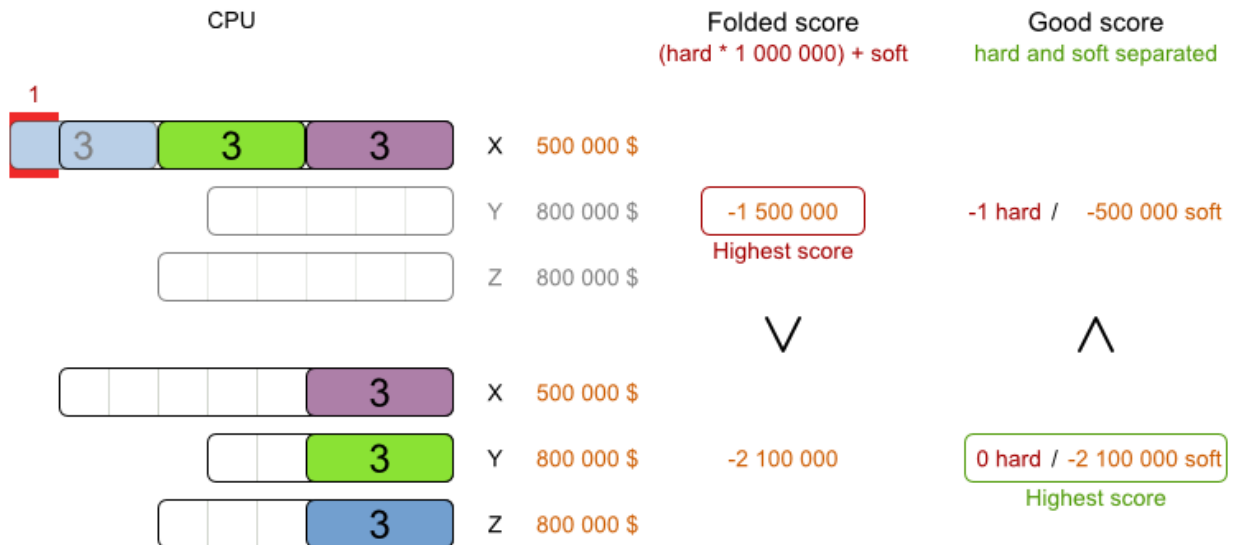 CPU Folded score Good score
(hard * 1 000 000) + soft hard and soft separated
1
3 3 3 X 500 000 $
Y 800 000 $ -1 500 000 -1 hard / -500 000 soft
Highest score
Z 800 000 $
> <
3 X 500 000 $
3 Y 800 000 $ -2 100 000 0 hard / -2 100 000 soft
Highest score
3 Z 800 000 $